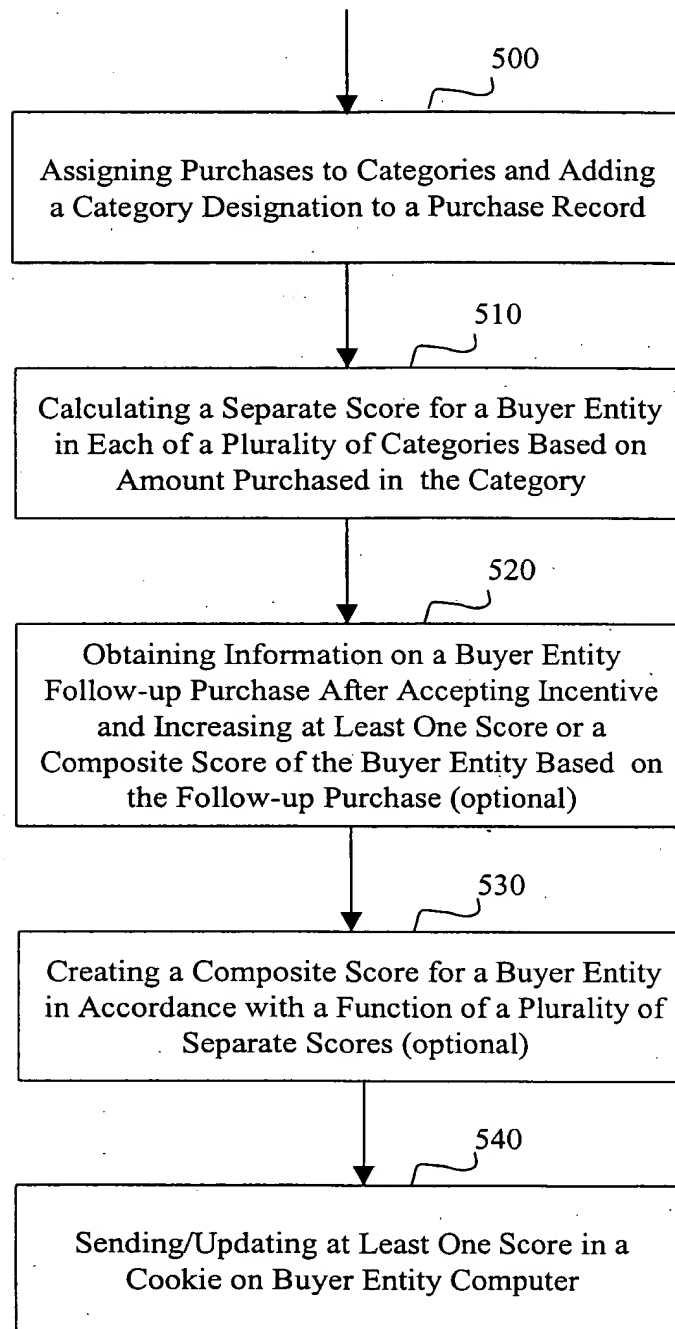 500
Assigning Purchases to Categories and Adding
a Category Designation to a Purchase Record
510
Calculating a Separate Score for a Buyer Entity
in Each of a Plurality of Categories Based on
Amount Purchased in the Category
520
Obtaining Information on a Buyer Entity
Follow-up Purchase After Accepting Incentive
and Increasing at Least One Score or a
Composite Score of the Buyer Entity Based on
the Follow-up Purchase (optional)
530
Creating a Composite Score for a Buyer Entity
in Accordance with a Function of a Plurality of
Separate Scores (optional)
540
Sending/Updating at Least One Score in a
Cookie on Buyer Entity Computer